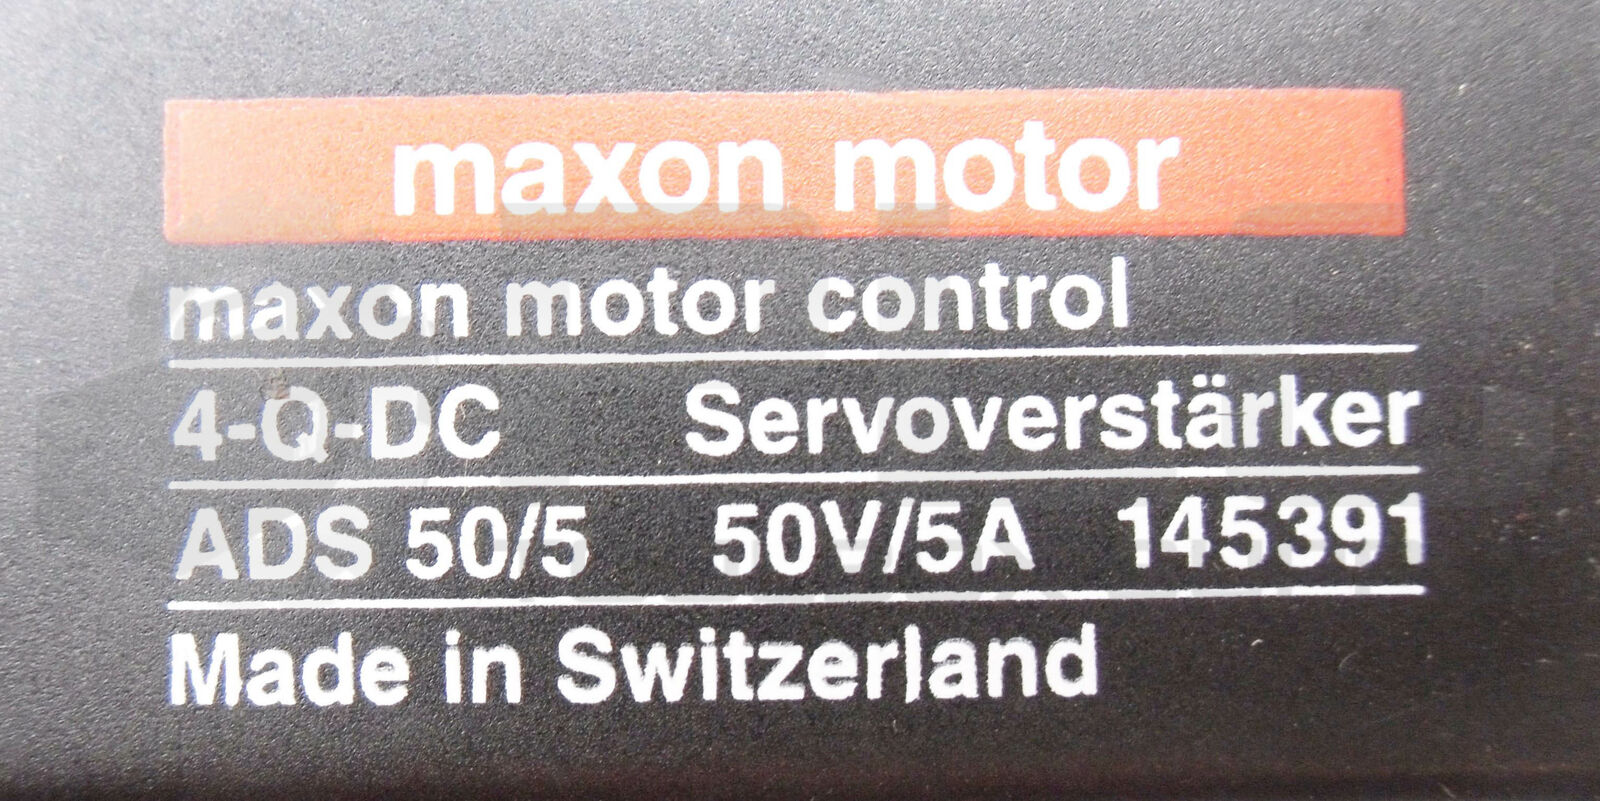 maxon motor
maxon motor control
4-Q-DC Servoverstärker
ADS 50/5 50V/5A 145391
Made in Switzerland